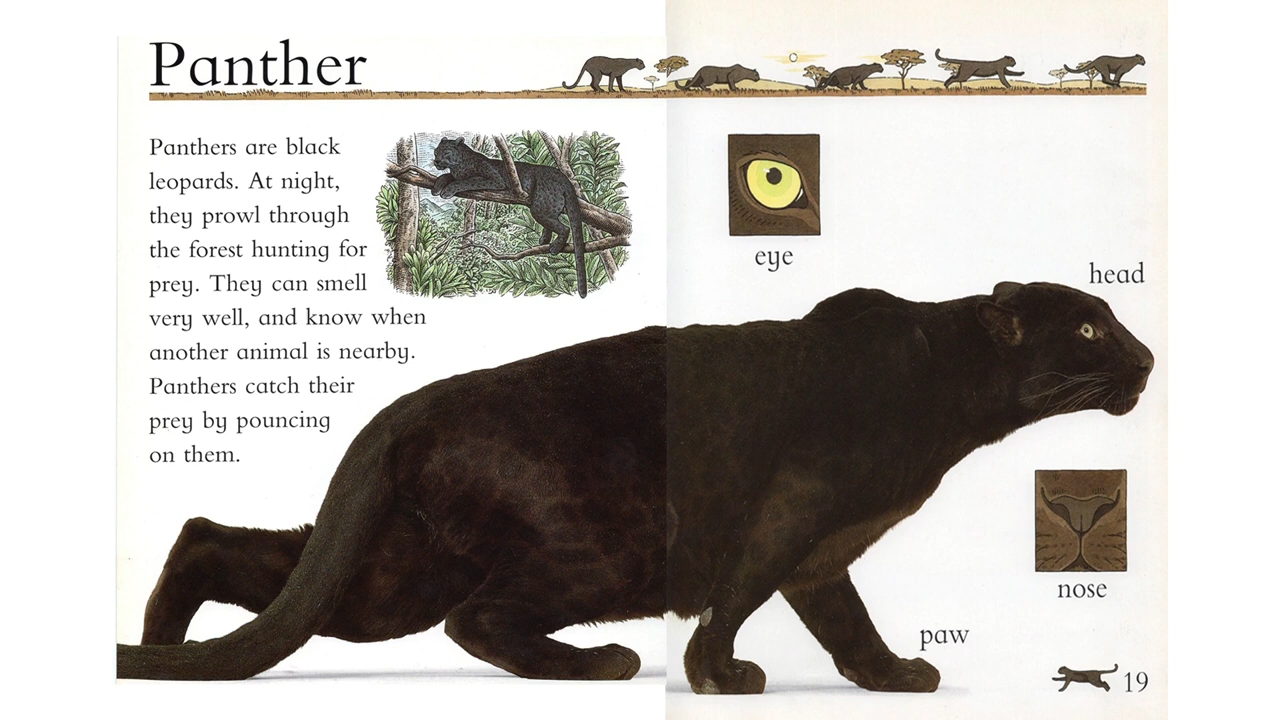 Panther
Panthers are black
leopards. At night,
they prowl through
the forest hunting for
prey. They can smell
very well, and know when
another animal is nearby.
Panthers catch their
prey by pouncing
on them.
eye
head
nose
paw
19